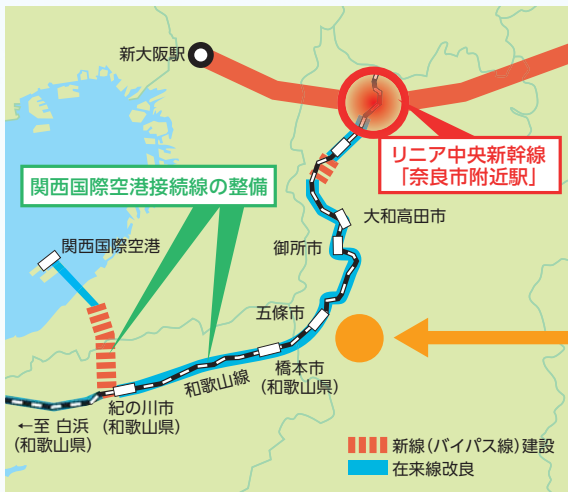 新大阪駅
リニア中央新幹線
「奈良市附近駅」
関西国際空港接続線の整備
大和高田市
関西国際空港
御所市
五條市
橋本市
（和歌山県）
和歌山線
紀の川市
（和歌山県）
←至 白浜
（和歌山県）
新線（バイパス線）建設
在来線改良